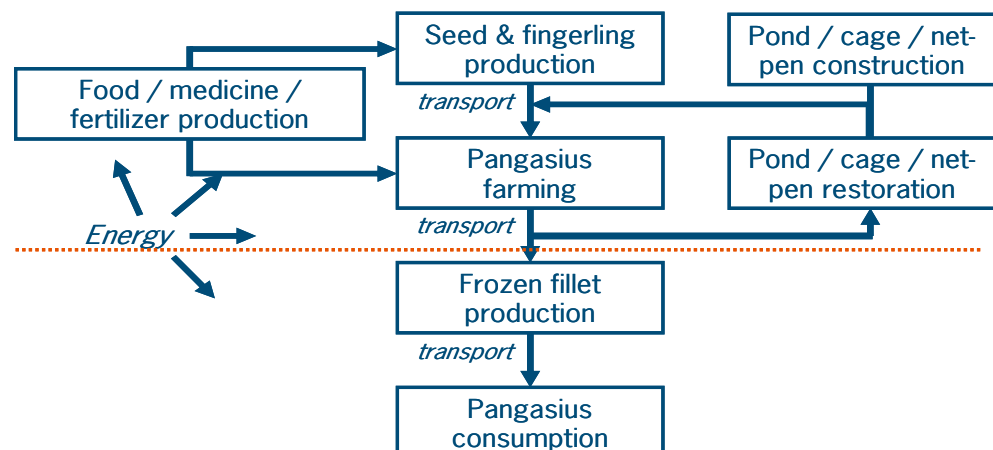 Seed & fingerling
production
Pond / cage / net-
pen construction
Food / medicine /
fertilizer production
transport
Pangasius
farming
Pond / cage / net-
pen restoration
transport
Energy
Frozen fillet
production
transport
Pangasius
consumption